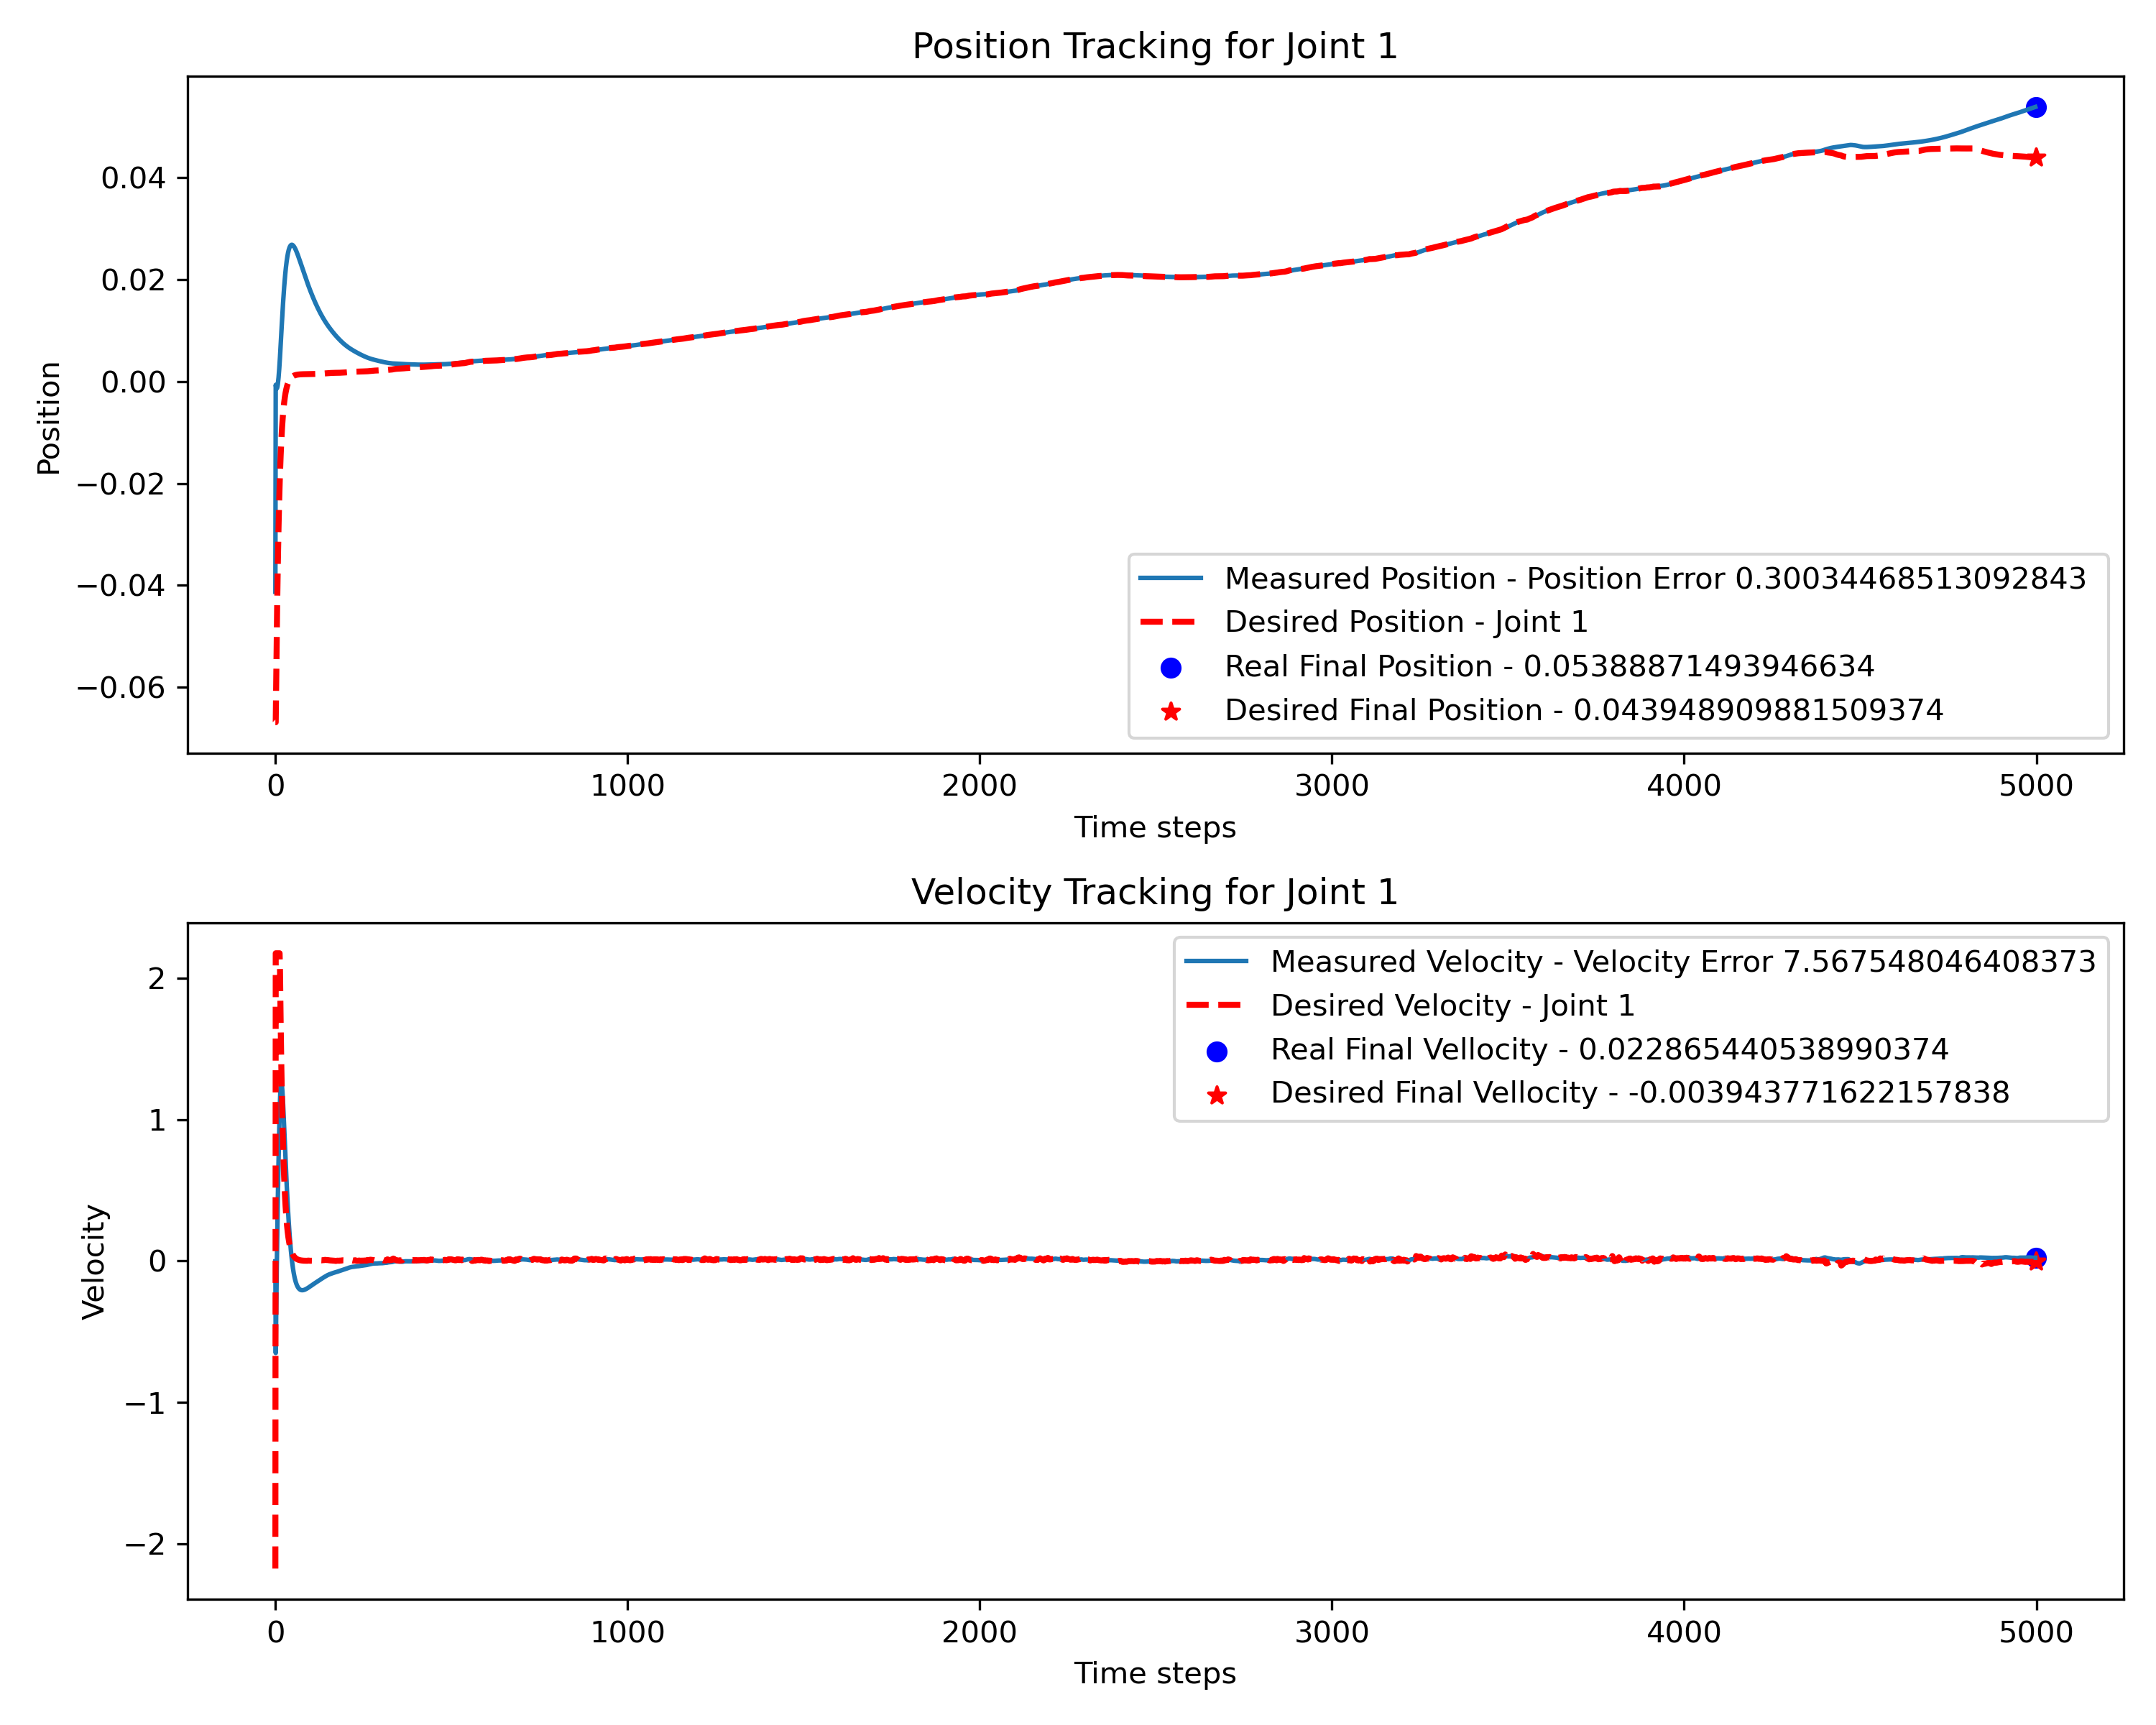 Position Tracking for Joint 1
0.04
0.02
0.00
−0.02
−0.04
−0.06
Position
Measured Position - Position Error 0.30034468513092843
Desired Position - Joint 1
Real Final Position - 0.05388871493946634
Desired Final Position - 0.043948909881509374
0 1000 2000 3000 4000 5000
Time steps
Velocity Tracking for Joint 1
2
1
0
−1
−2
Velocity
Measured Velocity - Velocity Error 7.567548046408373
Desired Velocity - Joint 1
Real Final Vellocity - 0.022865440538990374
Desired Final Vellocity - -0.003943771622157838
0 1000 2000 3000 4000 5000
Time steps